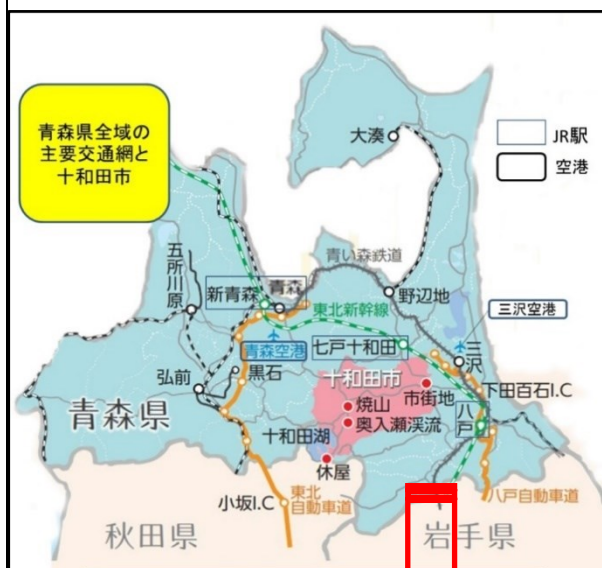 青森県全域の
主要交通網と
十和田市
JR駅
空港
大湊
青い森鉄道
五所川原
新青森
青森
野辺地
東北新幹線
三沢空港
青森空港
七戸十和田
三沢
黒石
十和田市
弘前
市街地
下田百石I.C
焼山
青森県
奥入瀬渓流
八戸
十和田湖
休屋
小坂I.C
東北
自動車道
八戸自動車道
秋田県
岩手県